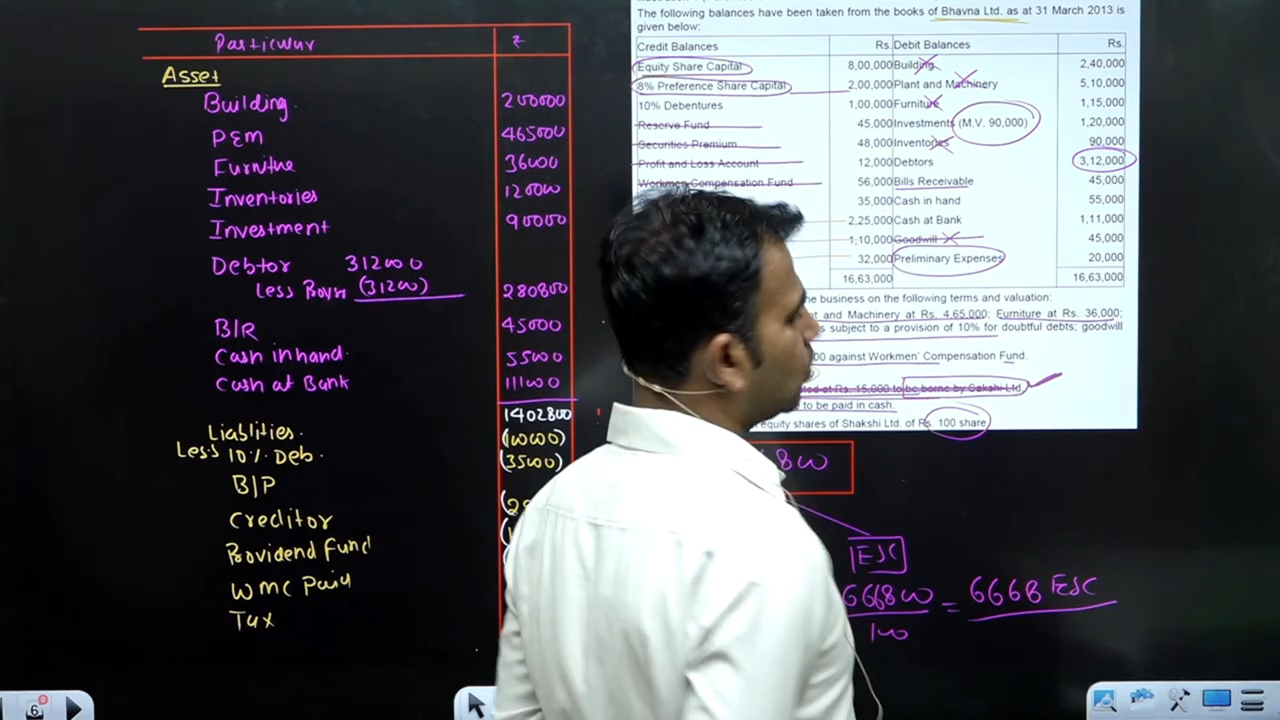 Particular ₹
Asset
Building. 200000
P&M 465000
Furnitue 36000
Inventories 120000
Investment 90000
Debtor 312000
Less Provn (31200) 280800
B/R 45000
Cash in hand. 55000
Cash at Bank 111000
1402800
Liablities.
Less 10% Deb. (10000)
B/P (35000)
Creditor
Providend Fund
WMC Paid
Tax
The following balances have been taken from the books of Bhavna Ltd. as at 31 March 2013 is
given below:
Credit Balances Rs. Debit Balances Rs.
Equity Share Capital 8,00,000 Building 2,40,000
8% Preference Share Capital 2,00,000 Plant and Machinery 5,10,000
10% Debentures 1,00,000 Furniture 1,15,000
Reserve Fund 45,000 Investments (M.V. 90,000) 1,20,000
Securities Premium 48,000 Inventories 90,000
Profit and Loss Account 12,000 Debtors 3,12,000
Workmen Compensation Fund 56,000 Bills Receivable 45,000
35,000 Cash in hand 55,000
2,25,000 Cash at Bank 1,11,000
1,10,000 Goodwill 45,000
32,000 Preliminary Expenses 20,000
16,63,000 16,63,000
the business on the following terms and valuation:
and Machinery at Rs. 4,65,000; Furniture at Rs. 36,000;
is subject to a provision of 10% for doubtful debts; goodwill
against Workmen' Compensation Fund.
at Rs. 15,000 to be borne by Sakshi Ltd
to be paid in cash.
equity shares of Shakshi Ltd. of Rs. 100 share
ESC
666800 = 6668 ESC
100
6